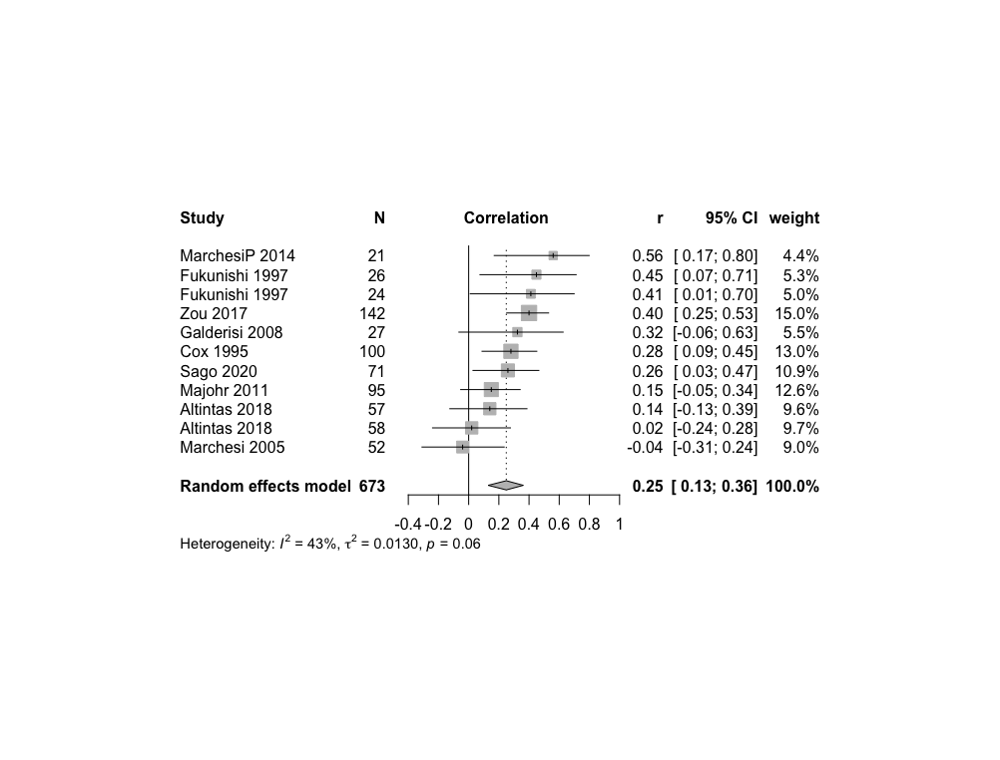 Study N Correlation r 95% CI weight
MarchesiP 2014 21 0.56 [ 0.17; 0.80] 4.4%
Fukunishi 1997 26 0.45 [ 0.07; 0.71] 5.3%
Fukunishi 1997 24 0.41 [ 0.01; 0.70] 5.0%
Zou 2017 142 0.40 [ 0.25; 0.53] 15.0%
Galderisi 2008 27 0.32 [-0.06; 0.63] 5.5%
Cox 1995 100 0.28 [ 0.09; 0.45] 13.0%
Sago 2020 71 0.26 [ 0.03; 0.47] 10.9%
Majohr 2011 95 0.15 [-0.05; 0.34] 12.6%
Altintas 2018 57 0.14 [-0.13; 0.39] 9.6%
Altintas 2018 58 0.02 [-0.24; 0.28] 9.7%
Marchesi 2005 52 -0.04 [-0.31; 0.24] 9.0%
Random effects model 673 0.25 [ 0.13; 0.36] 100.0%
-0.4 -0.2 0 0.2 0.4 0.6 0.8 1
Heterogeneity: I² = 43%, τ² = 0.0130, p = 0.06